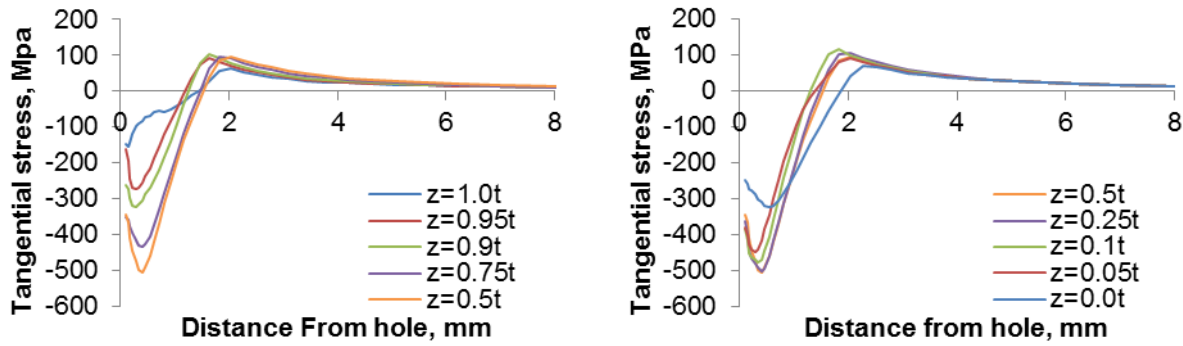 Tangential stress, Mpa
200
100
0
-100
-200
-300
-400
-500
-600
0
2
4
6
8
z=1.0t
z=0.95t
z=0.9t
z=0.75t
z=0.5t
Distance From hole, mm
Tangential stress, MPa
200
100
0
-100
-200
-300
-400
-500
-600
0
2
4
6
8
z=0.5t
z=0.25t
z=0.1t
z=0.05t
z=0.0t
Distance from hole, mm